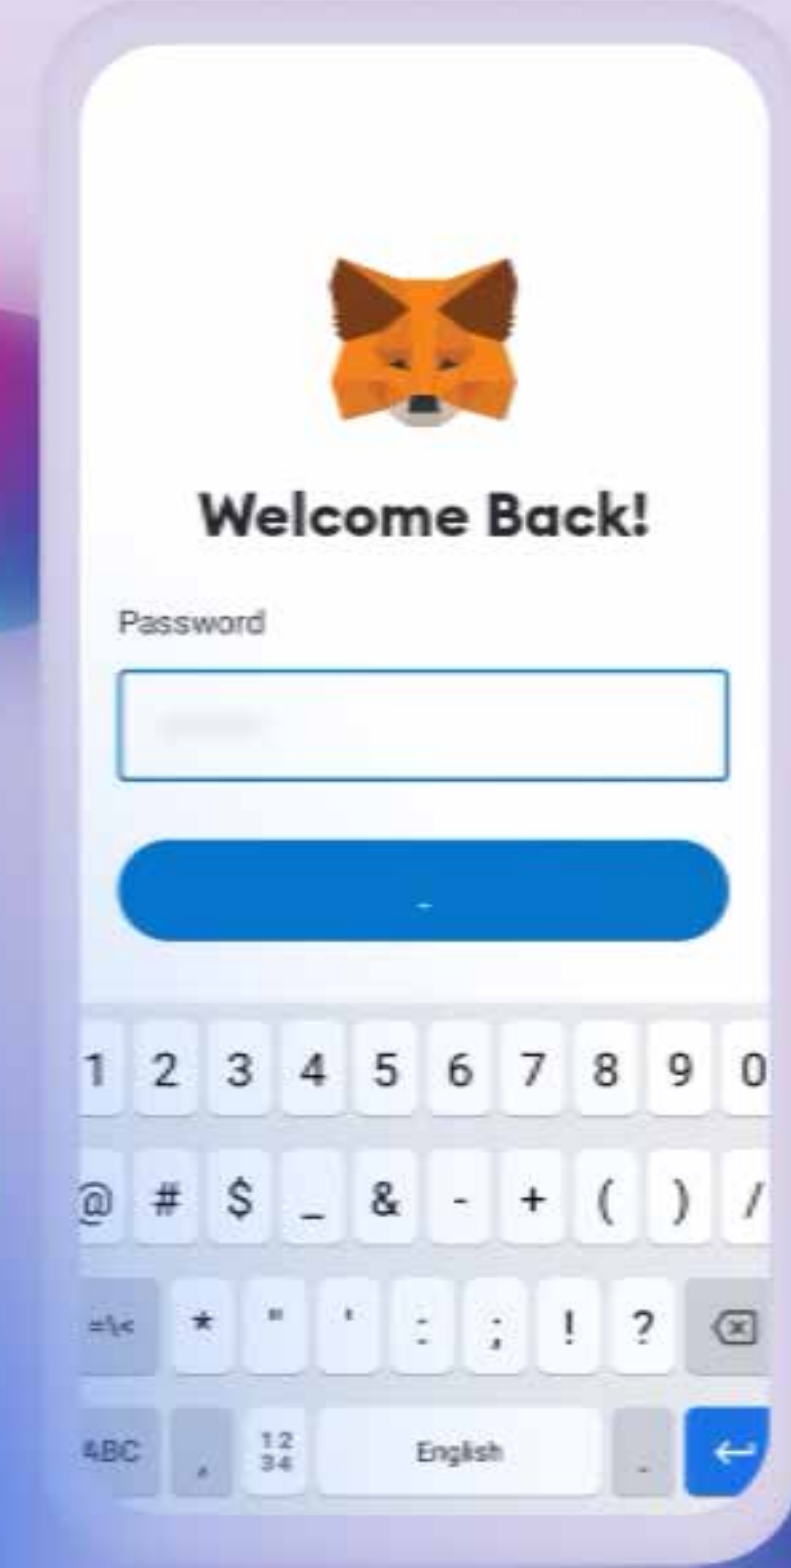 Welcome Back!
Password
1 2 3 4 5 6 7 8 9 0
@ # $ _ & - + ( ) /
=\< * " ' : ; ! ?
ABC , 12 34 English .